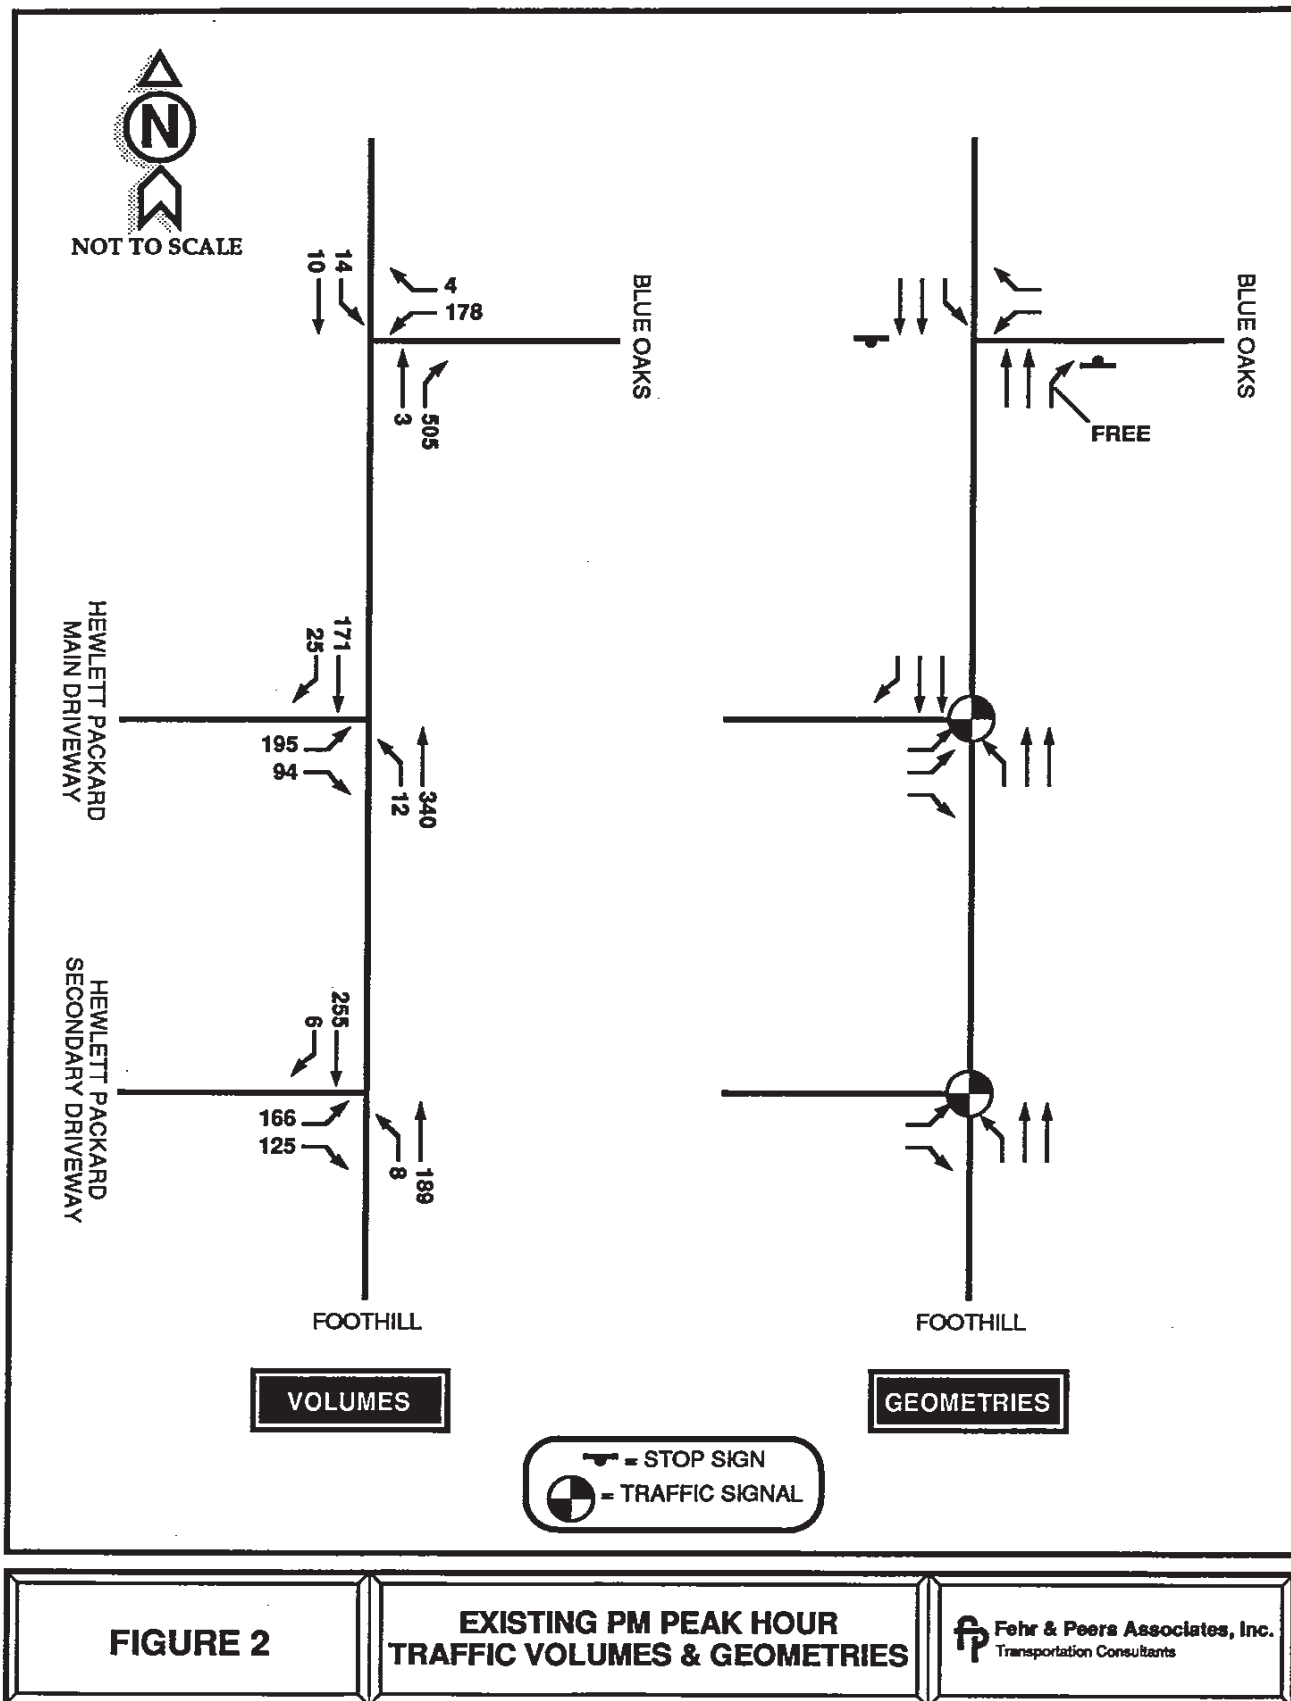 N
NOT TO SCALE
10
14
4
178
3
505
BLUE OAKS
HEWLETT PACKARD
MAIN DRIVEWAY
25
171
195
94
12
340
HEWLETT PACKARD
SECONDARY DRIVEWAY
6
255
166
125
8
189
FOOTHILL
VOLUMES
BLUE OAKS
FREE
FOOTHILL
GEOMETRIES
= STOP SIGN
= TRAFFIC SIGNAL
FIGURE 2
EXISTING PM PEAK HOUR
TRAFFIC VOLUMES & GEOMETRIES
fp
Fehr & Peers Associates, Inc.
Transportation Consultants